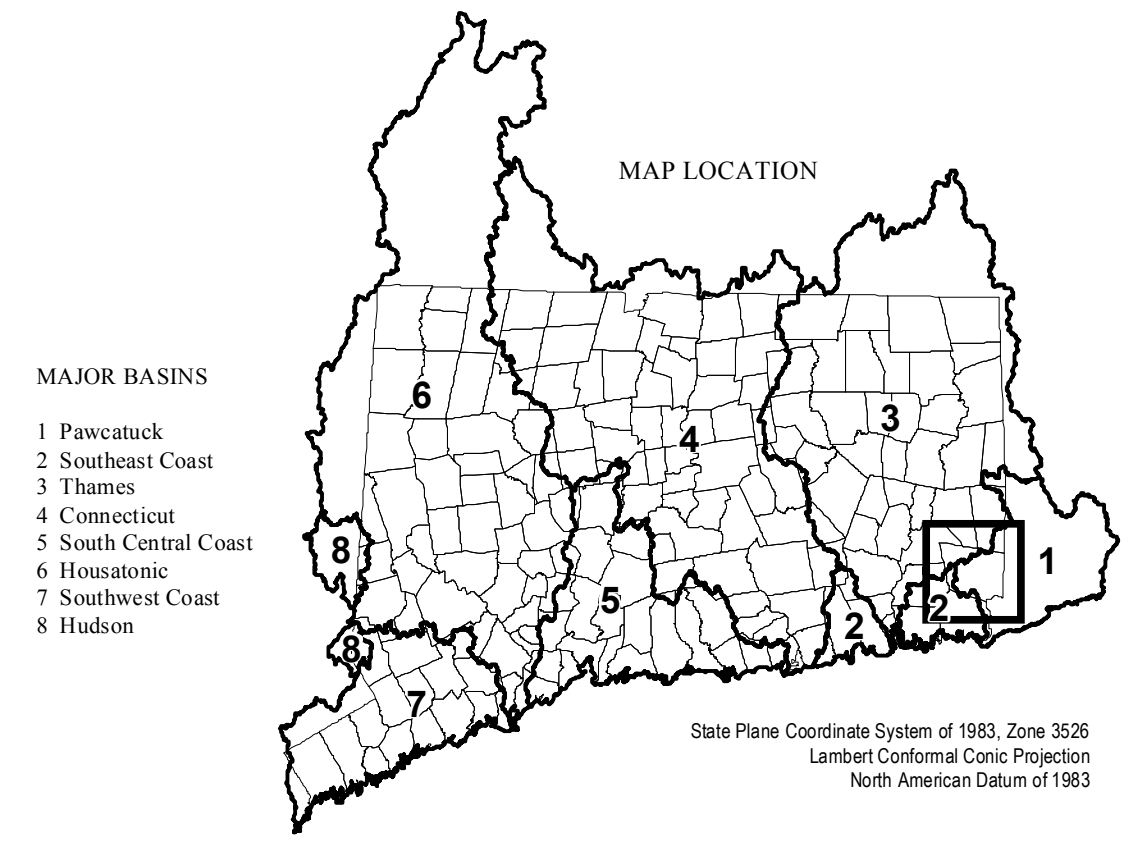 MAP LOCATION
MAJOR BASINS
1 Pawcatuck
2 Southeast Coast
3 Thames
4 Connecticut
5 South Central Coast
6 Housatonic
7 Southwest Coast
8 Hudson
6
3
4
8
1
5
2
2
8
7
State Plane Coordinate System of 1983, Zone 3526
Lambert Conformal Conic Projection
North American Datum of 1983